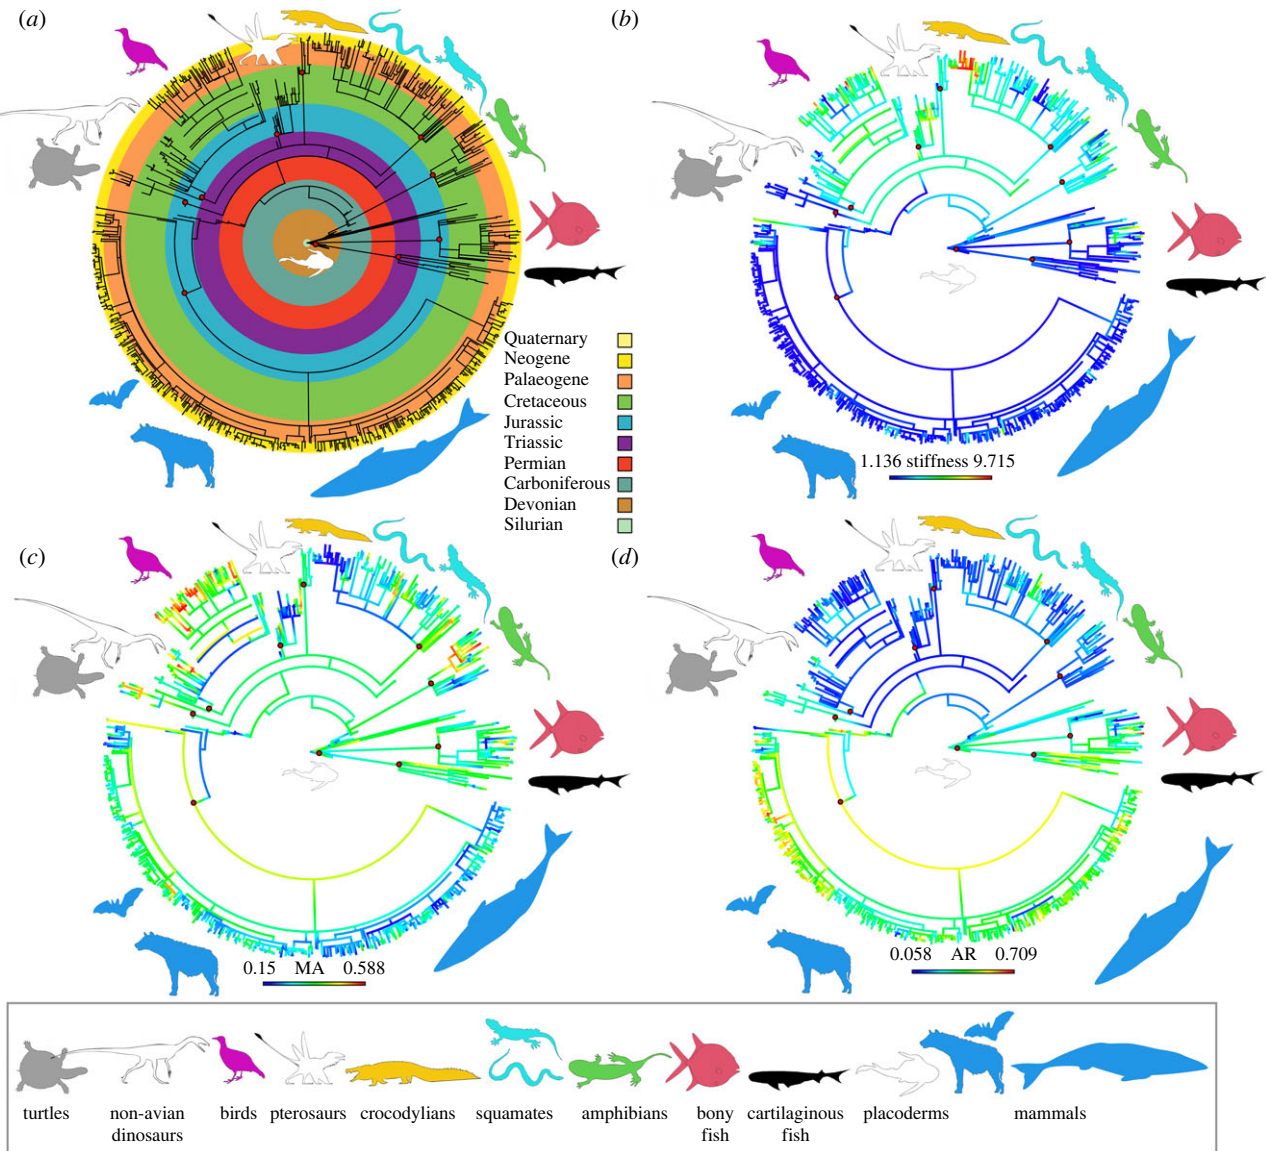 (a)
(b)
Quaternary
Neogene
Palaeogene
Cretaceous
Jurassic
Triassic
Permian
Carboniferous
Devonian
Silurian
1.136 stiffness 9.715
(c)
(d)
0.15 MA 0.588
0.058 AR 0.709
turtles non-avian birds pterosaurs crocodylians squamates amphibians bony cartilaginous placoderms mammals
dinosaurs fish fish